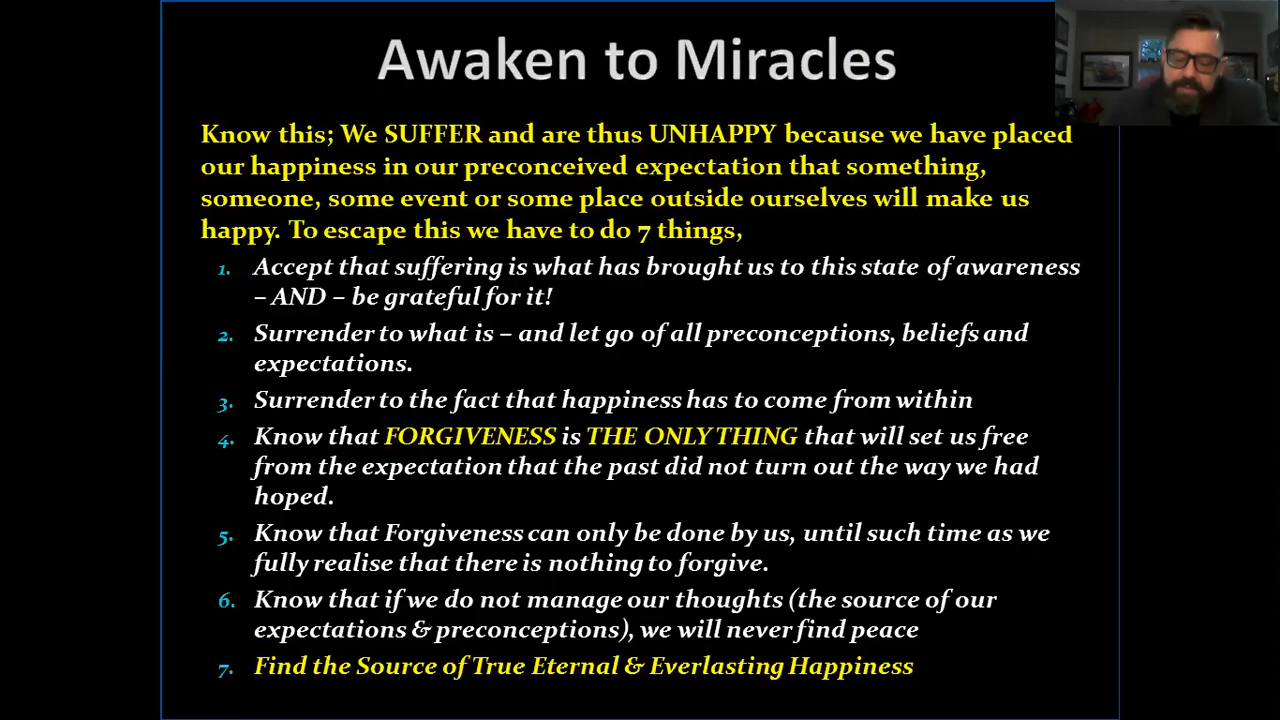 Awaken to Miracles
Know this; We SUFFER and are thus UNHAPPY because we have placed
our happiness in our preconceived expectation that something,
someone, some event or some place outside ourselves will make us
happy. To escape this we have to do 7 things,
1. Accept that suffering is what has brought us to this state of awareness
– AND – be grateful for it!
2. Surrender to what is – and let go of all preconceptions, beliefs and
expectations.
3. Surrender to the fact that happiness has to come from within
4. Know that FORGIVENESS is THE ONLY THING that will set us free
from the expectation that the past did not turn out the way we had
hoped.
5. Know that Forgiveness can only be done by us, until such time as we
fully realise that there is nothing to forgive.
6. Know that if we do not manage our thoughts (the source of our
expectations & preconceptions), we will never find peace
7. Find the Source of True Eternal & Everlasting Happiness